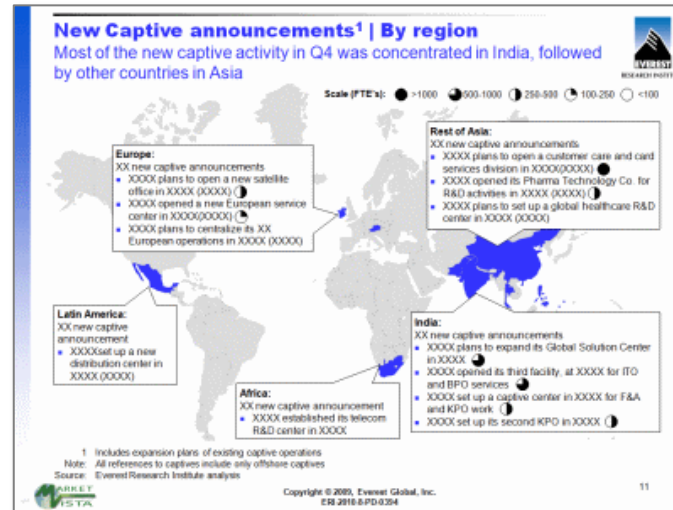 New Captive announcements¹ | By region
Most of the new captive activity in Q4 was concentrated in India, followed
by other countries in Asia
EVEREST
RESEARCH INSTITUTE
Scale (FTE's): >1000 500-1000 250-500 100-250 <100
Europe:
XX new captive announcements
XXXX plans to open a new satellite
office in XXXX (XXXX)
XXXX opened a new European service
center in XXXX(XXXX)
XXXX plans to centralize its XX
European operations in XXXX (XXXX)
Rest of Asia:
XX new captive announcements
XXXX plans to open a customer care and card
services division in XXXX(XXXX)
XXXX opened its Pharma Technology Co. for
R&D activities in XXXX (XXXX)
XXXX plans to set up a global healthcare R&D
center in XXXX (XXXX)
Latin America:
XX new captive
announcement
XXXXset up a new
distribution center in
XXXX (XXXX)
Africa:
XX new captive announcement
XXXX established its telecom
R&D center in XXXX
India:
XX new captive announcements
XXXX plans to expand its Global Solution Center
in XXXX
XXXX opened its third facility, at XXXX for ITO
and BPO services
XXXX set up a captive center in XXXX for F&A
and KPO work
XXXX set up its second KPO in XXXX
1 Includes expansion plans of existing captive operations
Note: All references to captives include only offshore captives
Source: Everest Research Institute analysis
MARKET
VISTA
Copyright © 2009, Everest Global, Inc.
ERI-2010-8-PD-0394
11